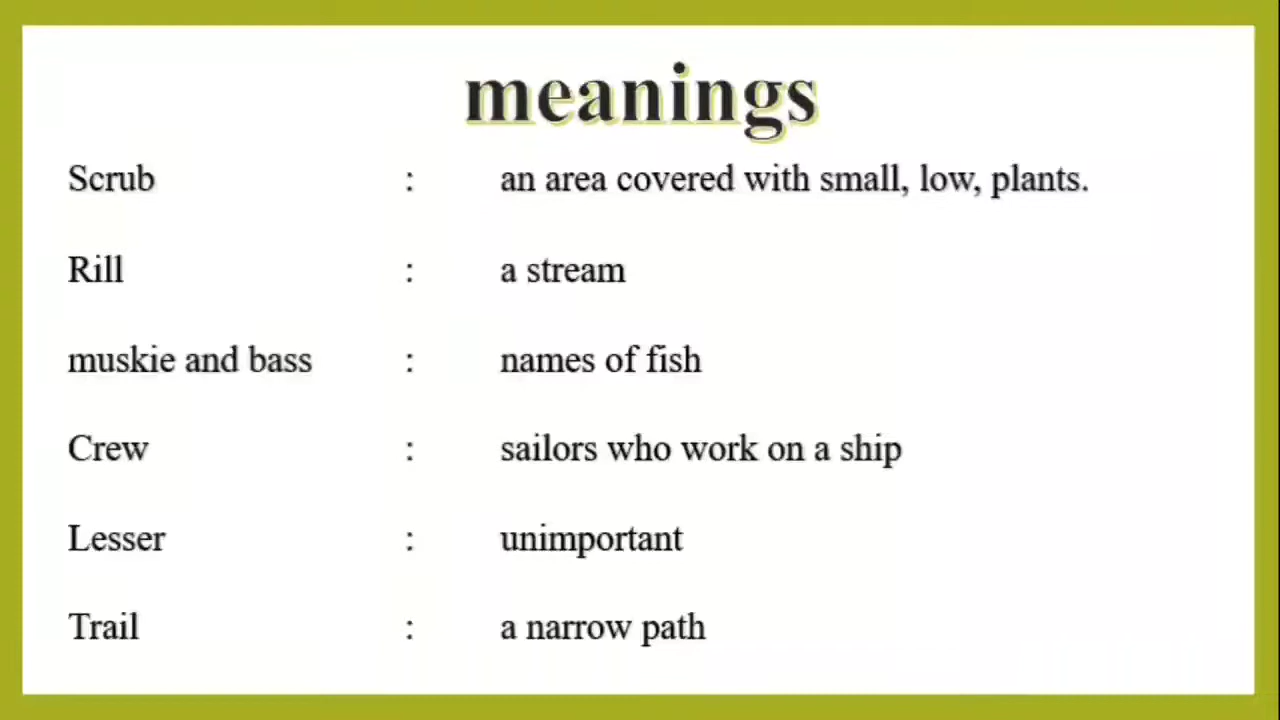 meanings
Scrub : an area covered with small, low, plants.
Rill : a stream
muskie and bass : names of fish
Crew : sailors who work on a ship
Lesser : unimportant
Trail : a narrow path